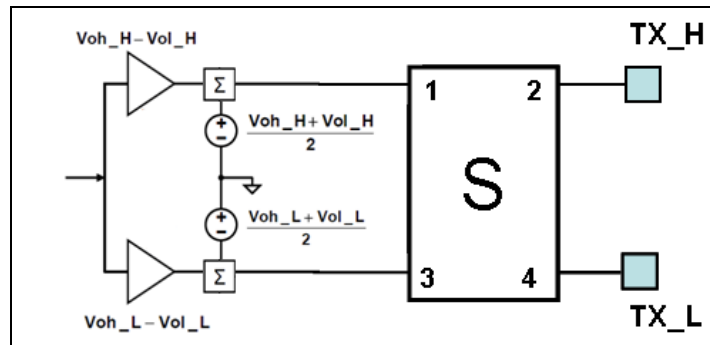 Voh_H–Vol_H
TX_H
Σ
1
2
+
–
Voh_H+Vol_H
2
S
+
–
Voh_L+Vol_L
2
Σ
3
4
Voh_L–Vol_L
TX_L